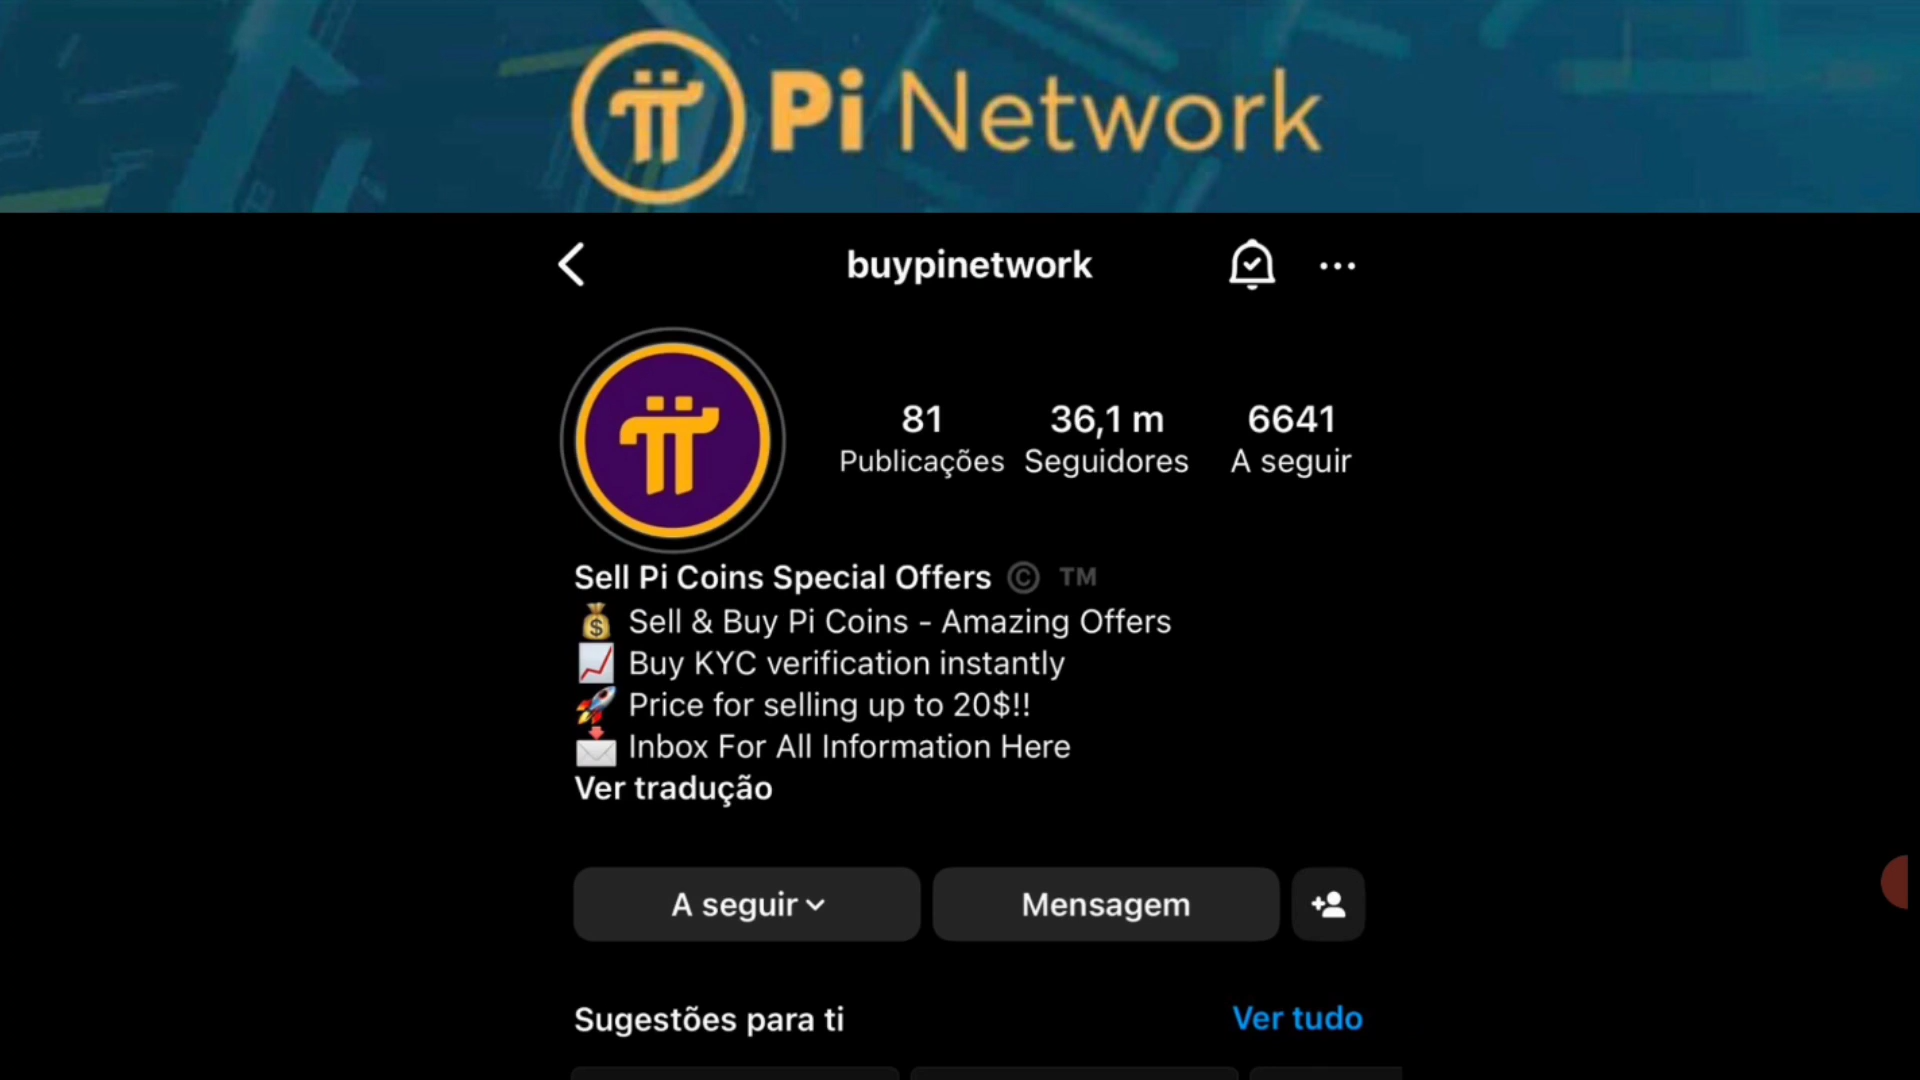 Pi Network
buypinetwork
81
Publicações
36,1 m
Seguidores
6641
A seguir
Sell Pi Coins Special Offers © ™
Sell & Buy Pi Coins - Amazing Offers
Buy KYC verification instantly
Price for selling up to 20$!!
Inbox For All Information Here
Ver tradução
A seguir
Mensagem
Sugestões para ti
Ver tudo